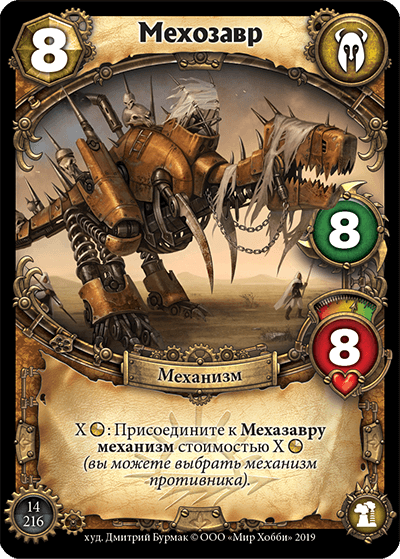 8
Мехозавр
8
8
Механизм
X : Присоедините к Мехазавру
механизм стоимостью X
(вы можете выбрать механизм
противника).
14
216
худ. Дмитрий Бурмак © ООО «Мир Хобби» 2019